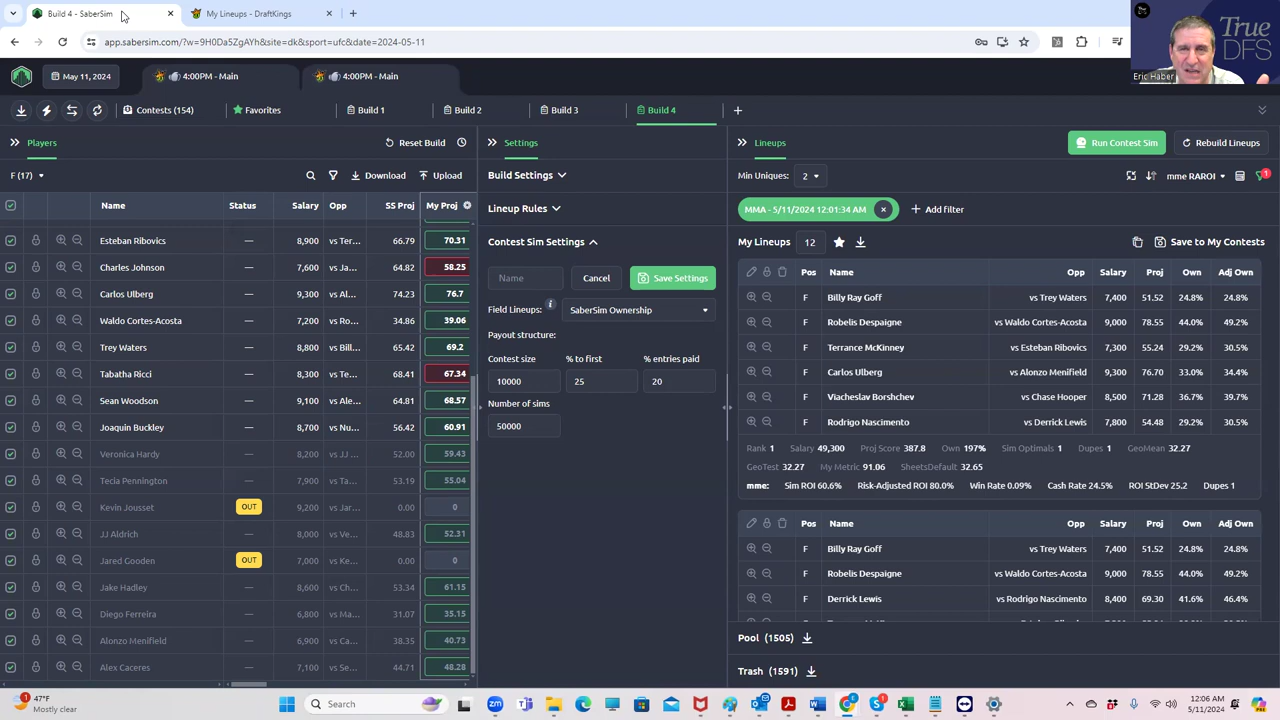 Build 4 - SaberSim
My Lineups - DraftKings
app.sabersim.com/?w=9H0Da5ZgAYh&site=dk&sport=ufc&date=2024-05-11
True
DFS
Eric Haber
May 11, 2024
4:00PM - Main
4:00PM - Main
Contests (154)
Favorites
Build 1
Build 2
Build 3
Build 4
Players
Reset Build
Settings
Lineups
Run Contest Sim
Rebuild Lineups
F (17)
Download
Upload
Build Settings
Min Uniques: 2
mme RAROI
1
Name Status Salary Opp SS Proj My Proj
Lineup Rules
MMA - 5/11/2024 12:01:34 AM
Add filter
Esteban Ribovics — 8,900 vs Ter... 66.79 70.31
Charles Johnson — 7,600 vs Ja... 64.82 58.25
Carlos Ulberg — 9,300 vs Al... 74.23 76.7
Waldo Cortes-Acosta — 7,200 vs Ro... 34.86 39.06
Trey Waters — 8,800 vs Bill... 65.42 69.2
Tabatha Ricci — 8,300 vs Te... 68.41 67.34
Sean Woodson — 9,100 vs Ale... 64.81 68.57
Joaquin Buckley — 8,700 vs Nu... 56.42 60.91
Veronica Hardy — 8,200 vs JJ ... 52.00 59.43
Tecia Pennington — 7,900 vs Ta... 53.19 55.04
Kevin Jousset OUT 9,200 vs Jar... 0.00 0
JJ Aldrich — 8,000 vs Ve... 48.83 52.31
Jared Gooden OUT 7,000 vs Ke... 0.00 0
Jake Hadley — 8,600 vs Ch... 53.34 61.15
Diego Ferreira — 6,800 vs Ma... 31.07 35.15
Alonzo Menifield — 6,900 vs Ca... 38.35 40.73
Alex Caceres — 7,100 vs Se... 44.71 48.28
Contest Sim Settings
Name
Cancel
Save Settings
Field Lineups: i SaberSim Ownership
Payout structure:
Contest size % to first % entries paid
10000 25 20
Number of sims
50000
My Lineups 12
Save to My Contests
Pos Name Opp Salary Proj Own Adj Own
F Billy Ray Goff vs Trey Waters 7,400 51.52 24.8% 24.8%
F Robelis Despaigne vs Waldo Cortes-Acosta 9,000 78.55 44.0% 49.2%
F Terrance McKinney vs Esteban Ribovics 7,300 55.24 29.2% 30.5%
F Carlos Ulberg vs Alonzo Menifield 9,300 76.70 33.0% 34.4%
F Viacheslav Borshchev vs Chase Hooper 8,500 71.28 36.7% 39.7%
F Rodrigo Nascimento vs Derrick Lewis 7,800 54.48 29.2% 30.5%
Rank 1 Salary 49,300 Proj Score 387.8 Own 197% Sim Optimals 1 Dupes 1 GeoMean 32.27
GeoTest 32.27 My Metric 91.06 SheetsDefault 32.65
mme: Sim ROI 60.6% Risk-Adjusted ROI 80.0% Win Rate 0.09% Cash Rate 24.5% ROI StDev 25.2 Dupes 1
Pos Name Opp Salary Proj Own Adj Own
F Billy Ray Goff vs Trey Waters 7,400 51.52 24.8% 24.8%
F Robelis Despaigne vs Waldo Cortes-Acosta 9,000 78.55 44.0% 49.2%
F Derrick Lewis vs Rodrigo Nascimento 8,400 69.30 41.6% 46.4%
Pool (1505)
Trash (1591)
1
47°F
Mostly clear
Search
12:06 AM
5/11/2024